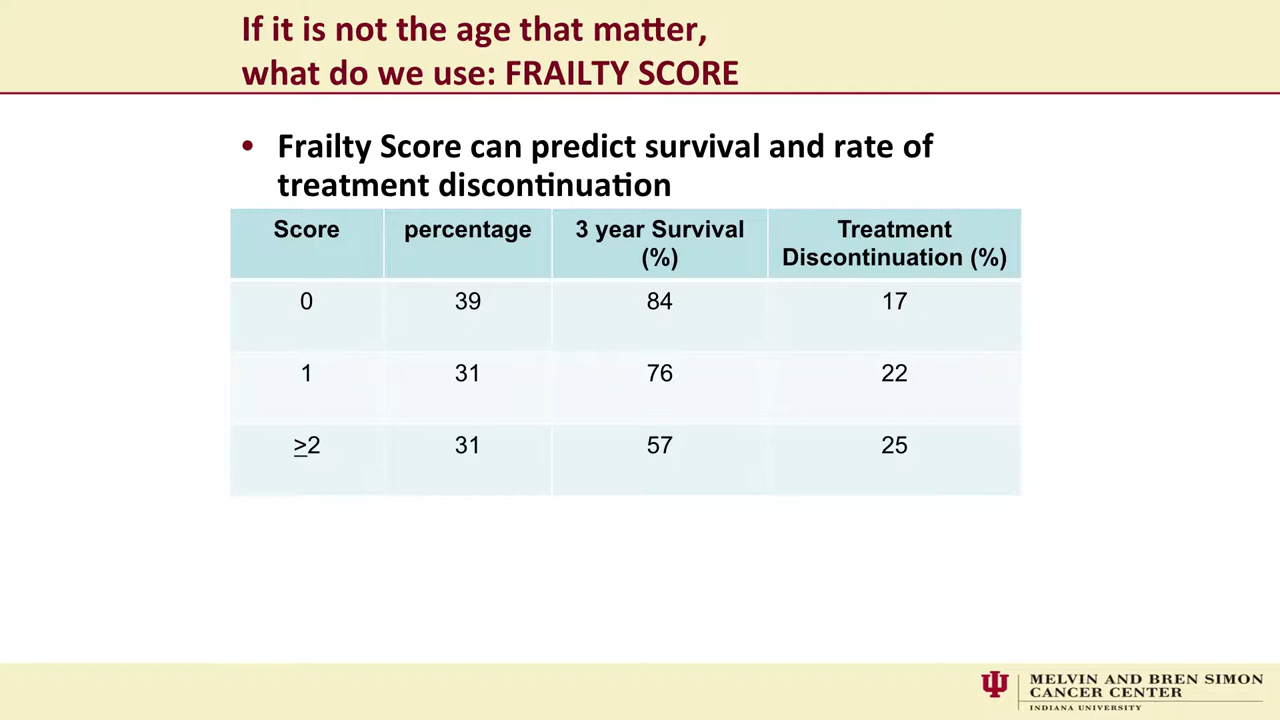 If it is not the age that matter,
what do we use: FRAILTY SCORE
• Frailty Score can predict survival and rate of
treatment discontinuation
Score percentage 3 year Survival (%) Treatment Discontinuation (%)
0 39 84 17
1 31 76 22
≥2 31 57 25
MELVIN AND BREN SIMON
CANCER CENTER
INDIANA UNIVERSITY